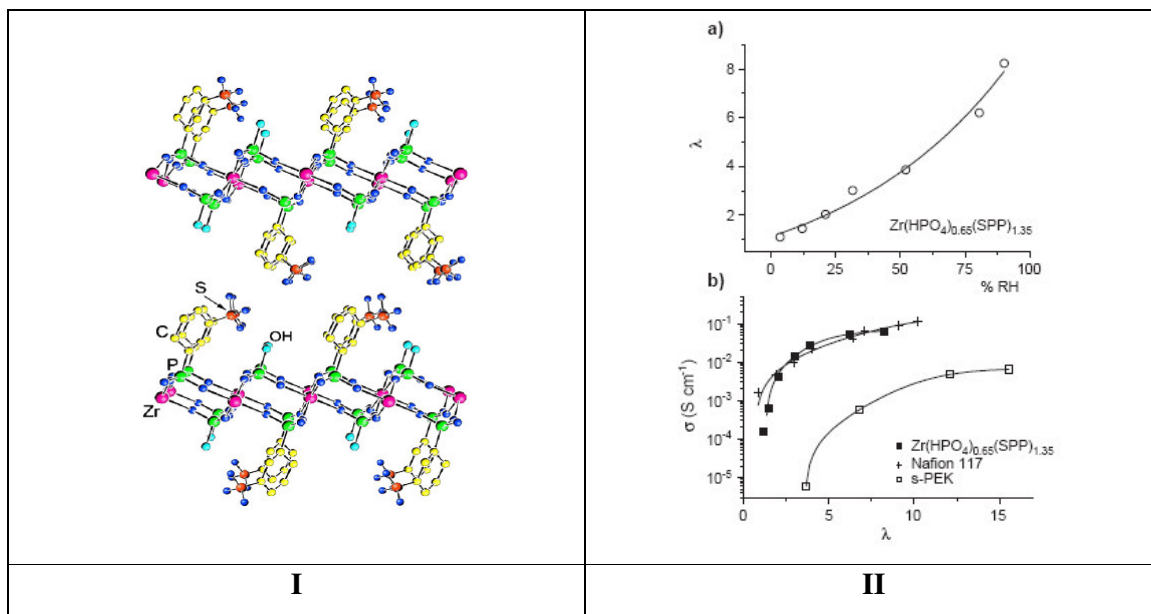 S
C
OH
P
Zr
I
a)
8
6
λ
4
2
Zr(HPO₄)₀.₆₅(SPP)₁.₃₅
0 25 50 75 100
% RH
b)
10⁻¹
10⁻²
σ (S cm⁻¹)
10⁻³
10⁻⁴
10⁻⁵
■ Zr(HPO₄)₀.₆₅(SPP)₁.₃₅
+ Nafion 117
□ s-PEK
0 5 10 15
λ
II